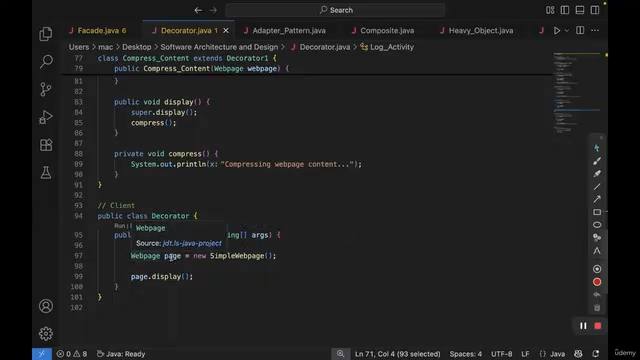 Search
Facade.java 6
Decorator.java 1
Adapter_Pattern.java
Composite.java
Heavy_Object.java
Users > mac > Desktop > Software Architecture and Design > Decorator.java > Log_Activity
77 class Compress_Content extends Decorator1 {
79 public Compress_Content(Webpage webpage) {
81 }
82
83 public void display() {
84 super.display();
85 compress();
86 }
87
88 private void compress() {
89 System.out.println(x:"Compressing webpage content...");
90 }
91 }
92
93 // Client
94 public class Decorator {
Run |
Webpage
Source: jdt.ls-java-project
95 ing[] args) {
96
97 Webpage page = new SimpleWebpage();
98
99 page.display();
100 }
101 }
102
0 8 Java: Ready
Ln 71, Col 4 (93 selected) Spaces: 4 UTF-8 LF {} Java
udemy